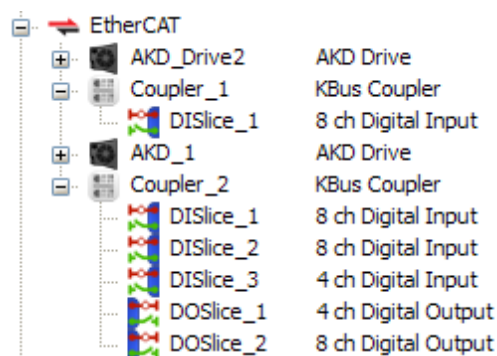 EtherCAT
AKD_Drive2 AKD Drive
Coupler_1 KBus Coupler
DISlice_1 8 ch Digital Input
AKD_1 AKD Drive
Coupler_2 KBus Coupler
DISlice_1 8 ch Digital Input
DISlice_2 8 ch Digital Input
DISlice_3 4 ch Digital Input
DOSlice_1 4 ch Digital Output
DOSlice_2 8 ch Digital Output